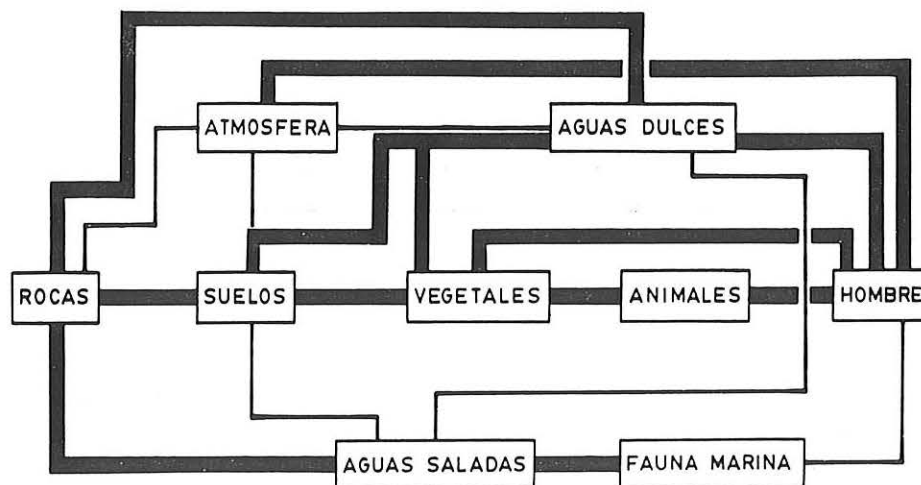 ATMOSFERA
AGUAS DULCES
ROCAS
SUELOS
VEGETALES
ANIMALES
HOMBRE
AGUAS SALADAS
FAUNA MARINA